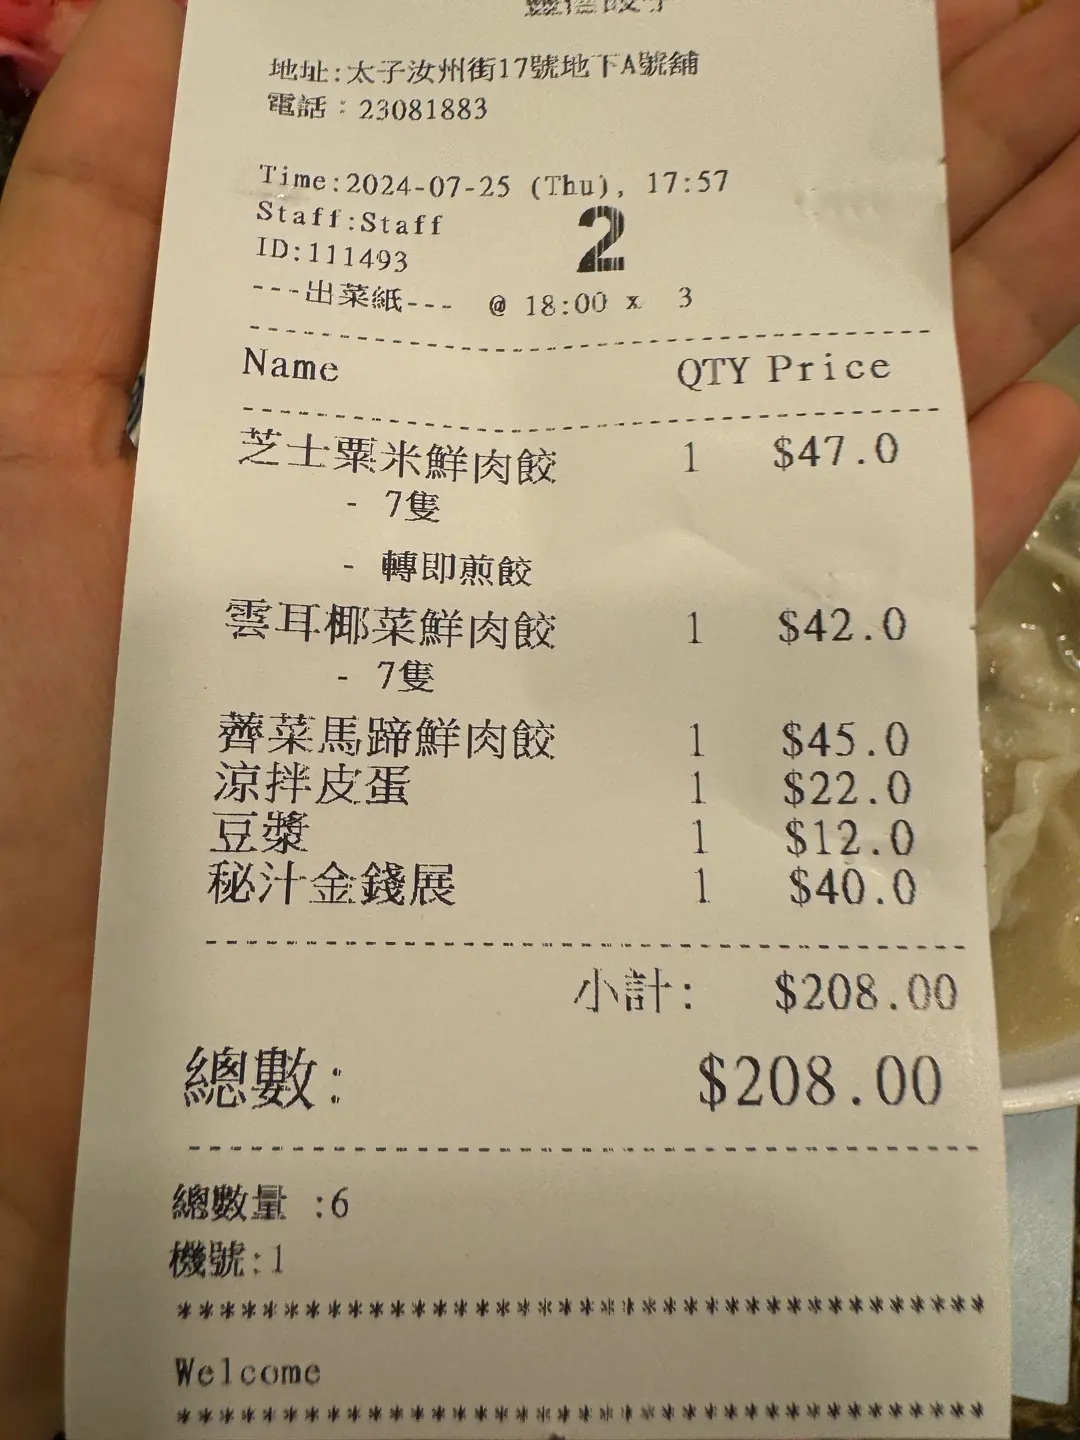 地址:太子汝州街17號地下A號舖
電話：23081883
Time:2024-07-25 (Thu), 17:57
Staff:Staff
2
ID:111493
---出菜紙--- @ 18:00 x 3
Name QTY Price
芝士粟米鮮肉餃 1 $47.0
- 7隻
- 轉即煎餃
雲耳椰菜鮮肉餃 1 $42.0
- 7隻
薺菜馬蹄鮮肉餃 1 $45.0
涼拌皮蛋 1 $22.0
豆漿 1 $12.0
秘汁金錢展 1 $40.0
小計: $208.00
總數: $208.00
總數量 :6
機號:1
**************************************
Welcome
**************************************